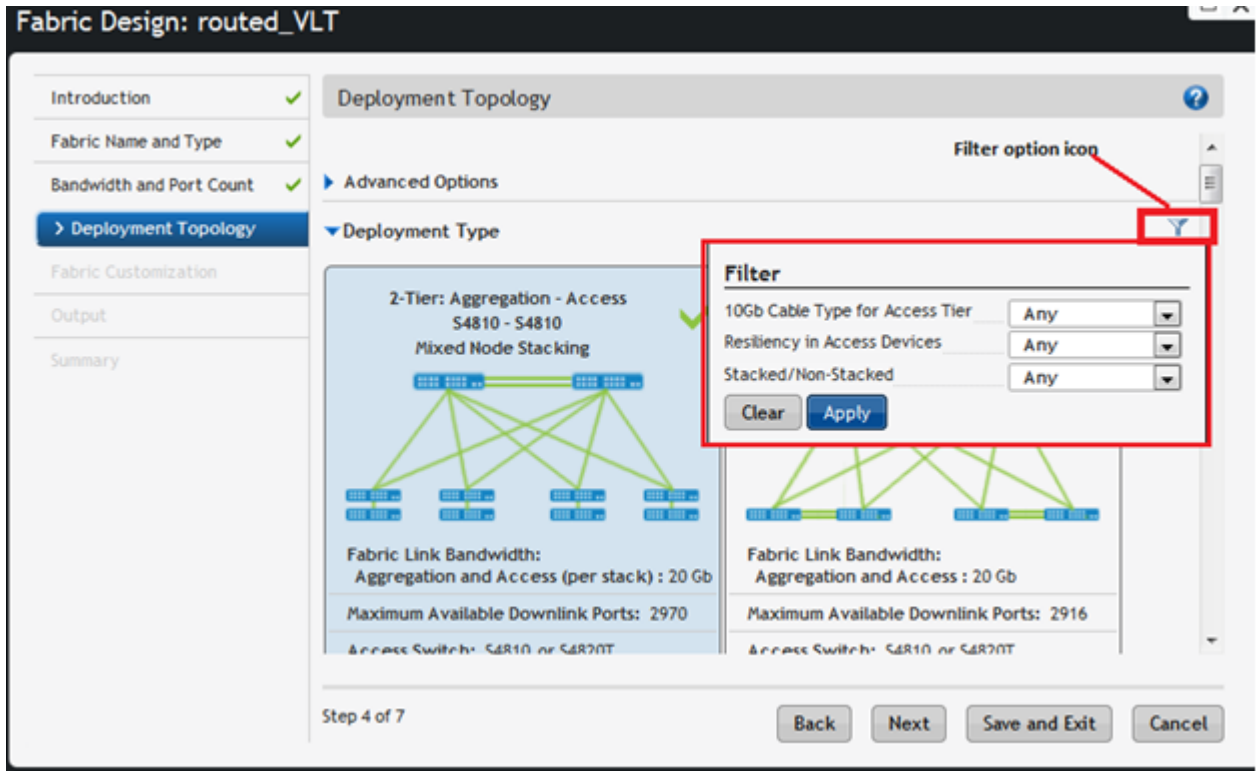 Fabric Design: routed_VLT
Introduction
Fabric Name and Type
Bandwidth and Port Count
> Deployment Topology
Fabric Customization
Output
Summary
Deployment Topology
?
Filter option icon
Advanced Options
Deployment Type
2-Tier: Aggregation - Access
S4810 - S4810
Mixed Node Stacking
Fabric Link Bandwidth:
Aggregation and Access (per stack) : 20 Gb
Maximum Available Downlink Ports: 2970
Access Switch: S4810 or S4820T
Filter
10Gb Cable Type for Access Tier Any
Resiliency in Access Devices Any
Stacked/Non-Stacked Any
Clear Apply
Fabric Link Bandwidth:
Aggregation and Access : 20 Gb
Maximum Available Downlink Ports: 2916
Access Switch: S4810 or S4820T
Step 4 of 7
Back Next Save and Exit Cancel